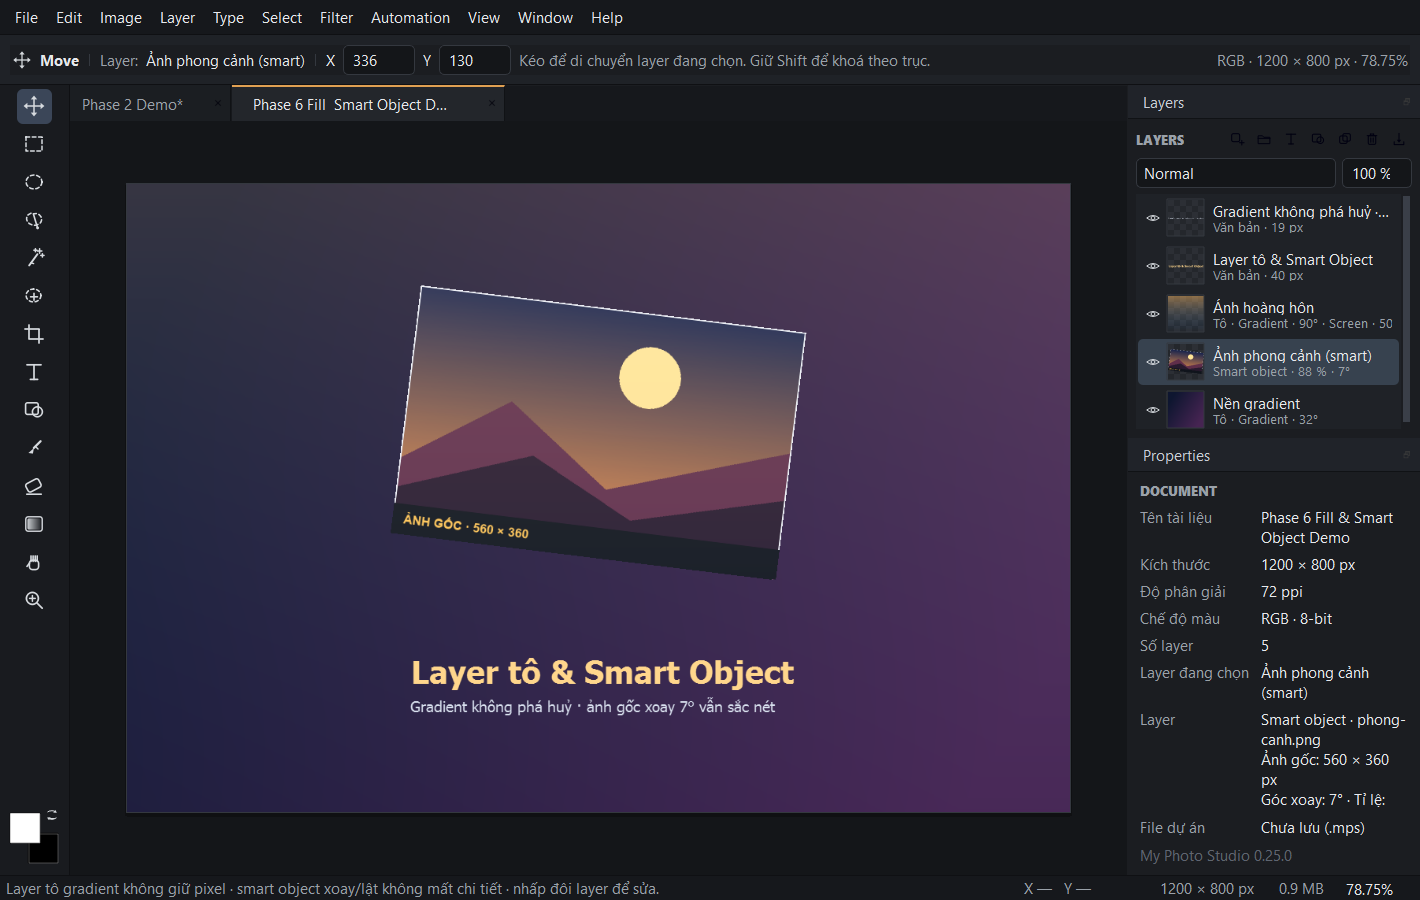 File Edit Image Layer Type Select Filter Automation View Window Help
Move Layer: Ảnh phong cảnh (smart) X 336 Y 130 Kéo để di chuyển layer đang chọn. Giữ Shift để khoá theo trục. RGB · 1200 × 800 px · 78.75%
Phase 2 Demo* × Phase 6 Fill Smart Object D... ×
Layers
LAYERS
Normal 100 %
Gradient không phá huỷ ·...
Văn bản · 19 px
Layer tô & Smart Object
Văn bản · 40 px
Ánh hoàng hôn
Tô · Gradient · 90° · Screen · 50
Ảnh phong cảnh (smart)
Smart object · 88 % · 7°
Nền gradient
Tô · Gradient · 32°
ẢNH GỐC · 560 × 360
Layer tô & Smart Object
Gradient không phá huỷ · ảnh gốc xoay 7° vẫn sắc nét
Properties
DOCUMENT
Tên tài liệu Phase 6 Fill & Smart
Object Demo
Kích thước 1200 × 800 px
Độ phân giải 72 ppi
Chế độ màu RGB · 8-bit
Số layer 5
Layer đang chọn Ảnh phong cảnh
(smart)
Layer Smart object · phong-
canh.png
Ảnh gốc: 560 × 360
px
Góc xoay: 7° · Tỉ lệ:
File dự án Chưa lưu (.mps)
My Photo Studio 0.25.0
Layer tô gradient không giữ pixel · smart object xoay/lật không mất chi tiết · nhấp đôi layer để sửa. X — Y — 1200 × 800 px 0.9 MB 78.75%